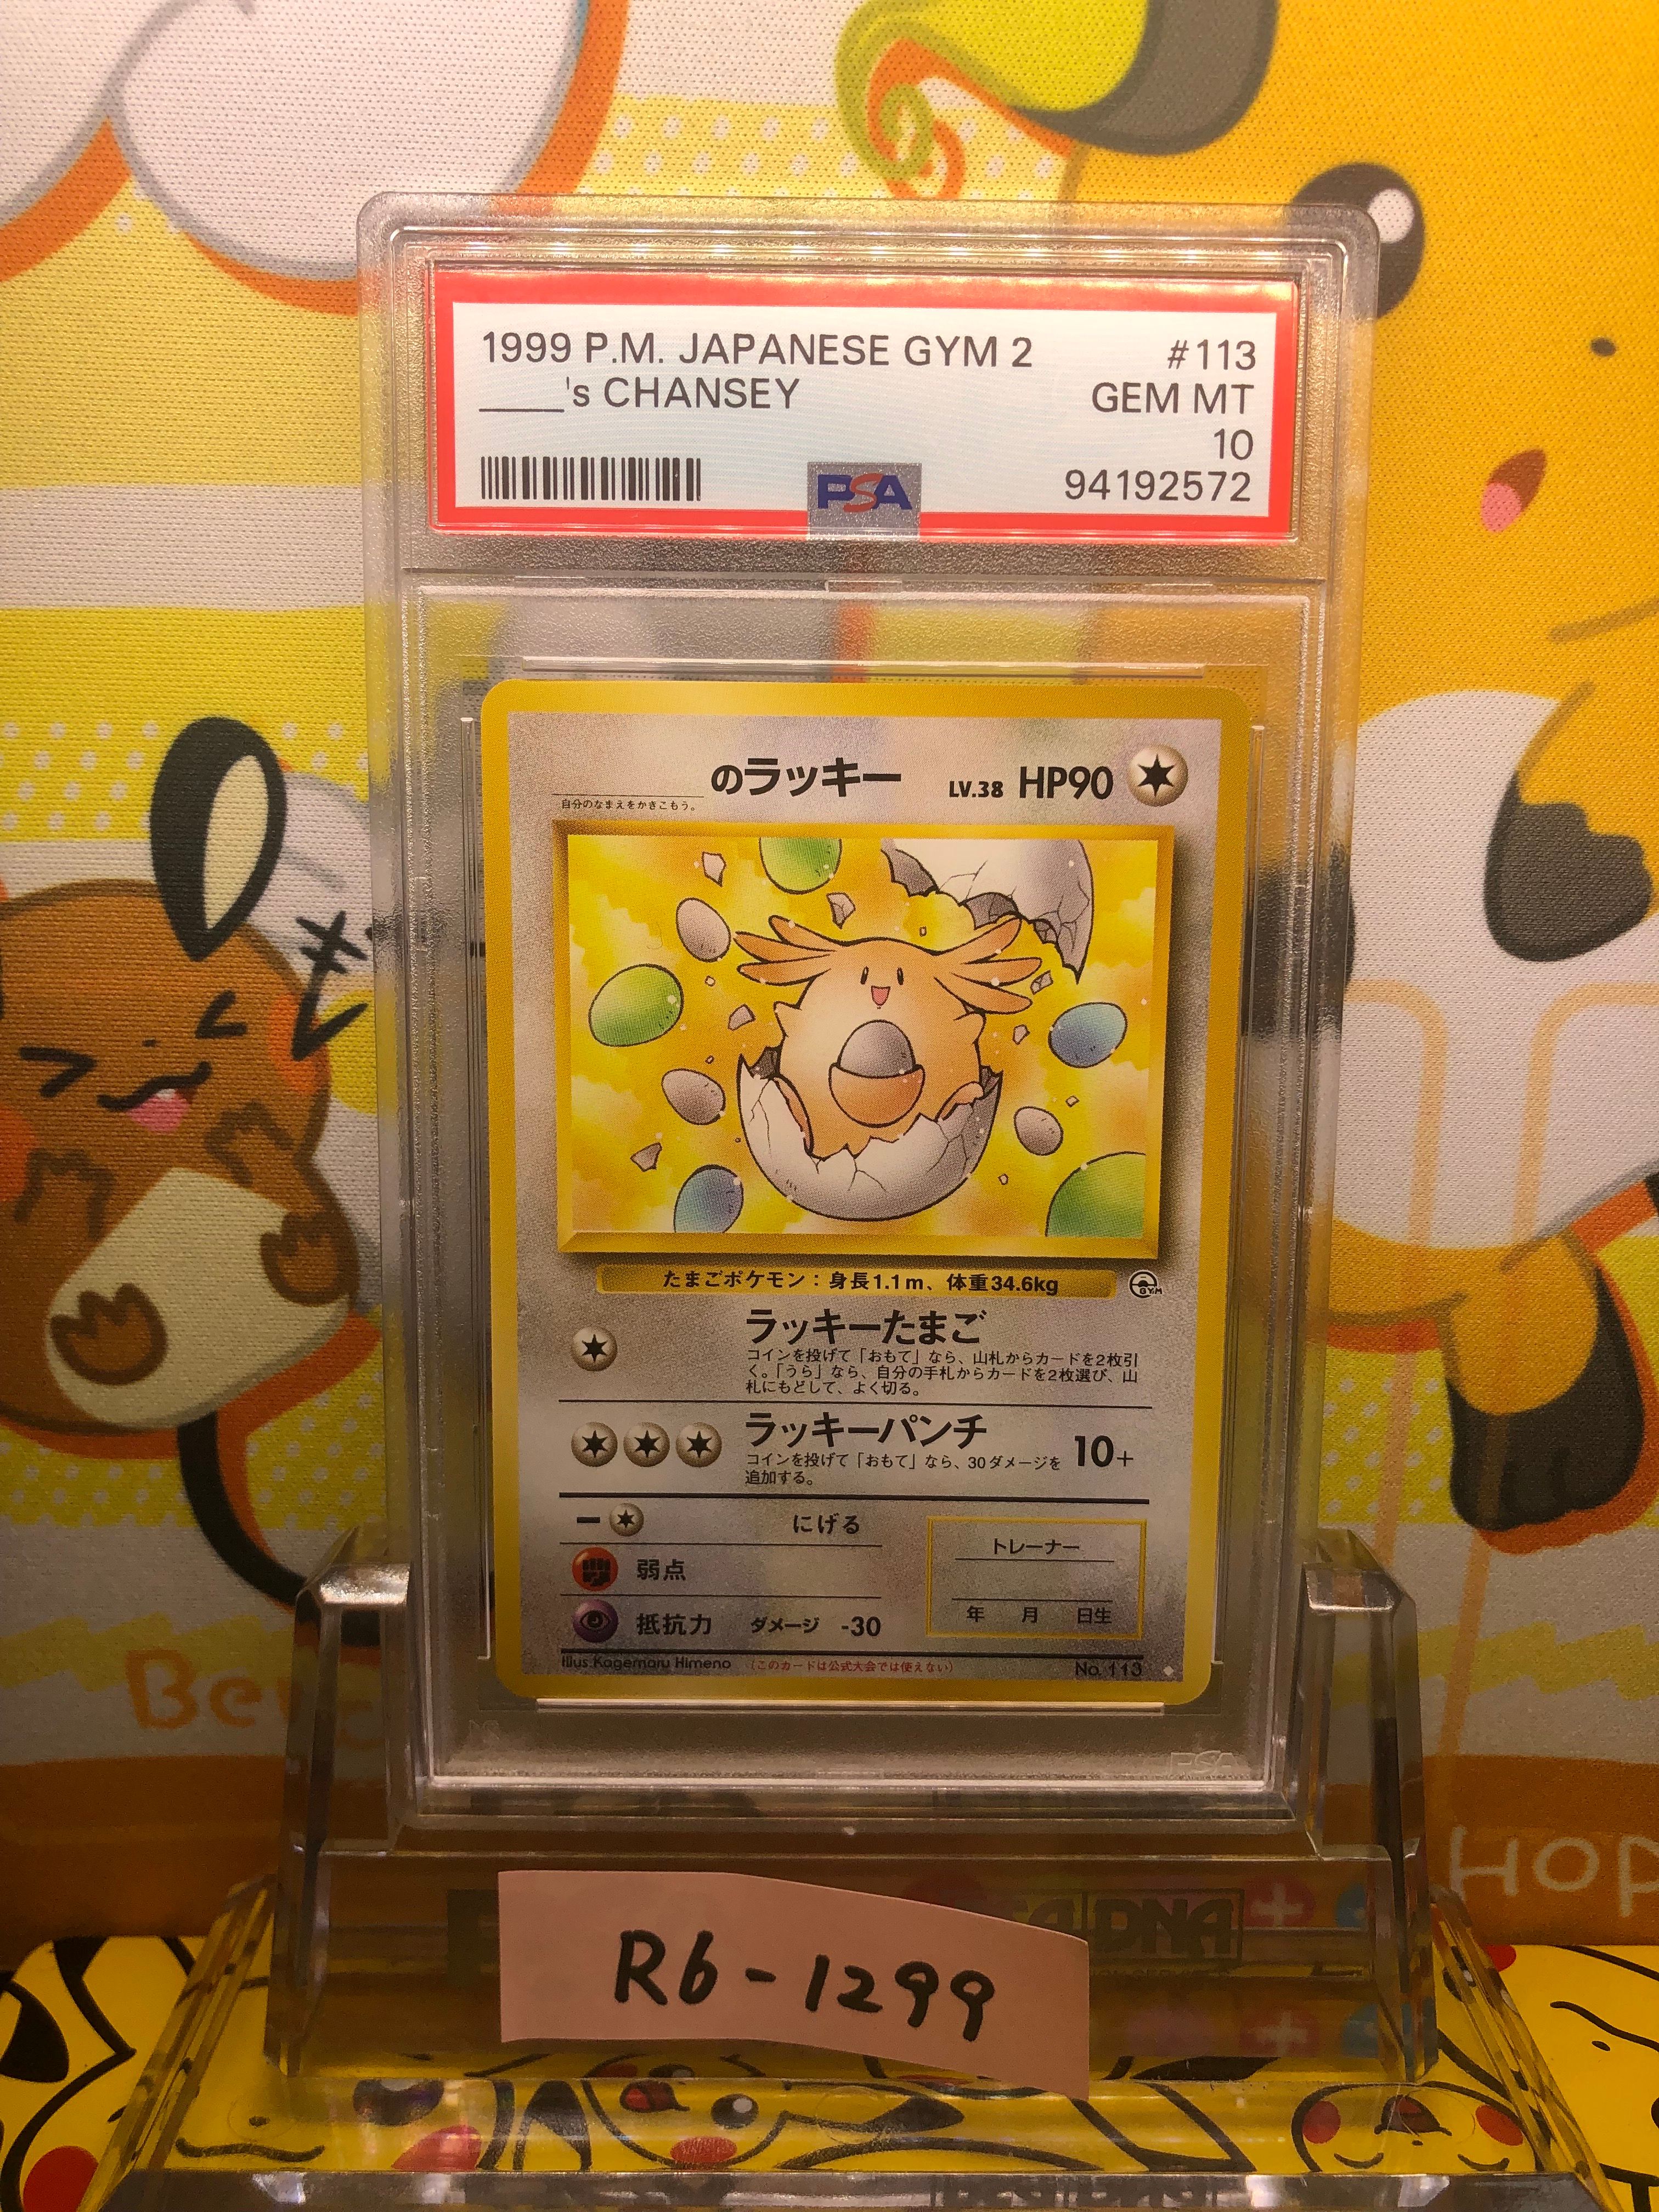 1999 P.M. JAPANESE GYM 2 #113
____'s CHANSEY GEM MT
10
PSA 94192572
のラッキー LV.38 HP90
自分のなまえをかきこもう。
たまごポケモン:身長1.1m、体重34.6kg
GYM
ラッキーたまご
コインを投げて「おもて」なら、山札からカードを2枚引
く。「うら」なら、自分の手札からカードを2枚選び、山
札にもどして、よく切る。
ラッキーパンチ 10+
コインを投げて「おもて」なら、30ダメージを
追加する。
ー にげる
弱点
抵抗力 ダメージ -30
トレーナー
年 月 日生
Illus.Kagemaru Himeno (このカードは公式大会では使えない) No. 113
PSA
R6-1299
DNA